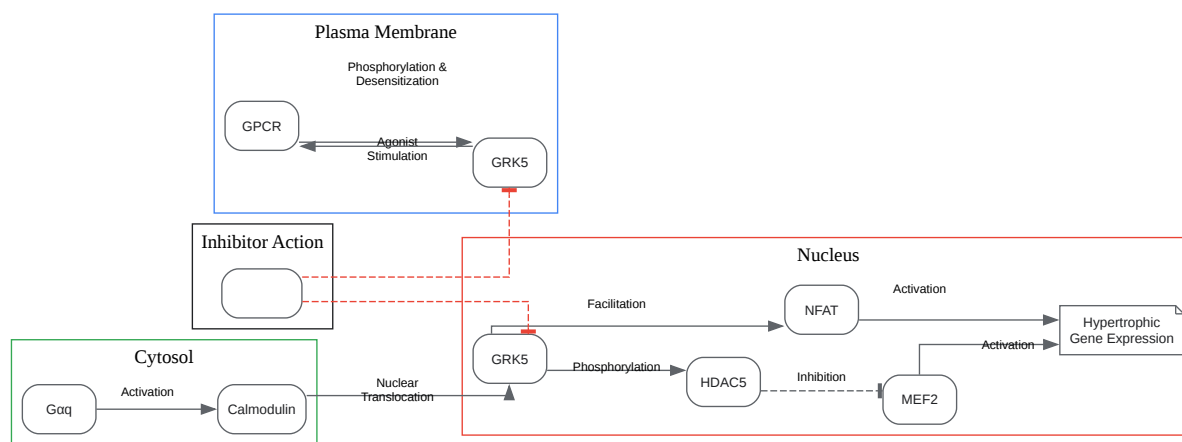 Plasma Membrane
Phosphorylation &
Desensitization
GPCR
Agonist
Stimulation
GRK5
Inhibitor Action
Nucleus
Facilitation
NFAT
Activation
Hypertrophic
Gene Expression
GRK5
Phosphorylation
HDAC5
Inhibition
MEF2
Activation
Cytosol
Gαq
Activation
Calmodulin
Nuclear
Translocation